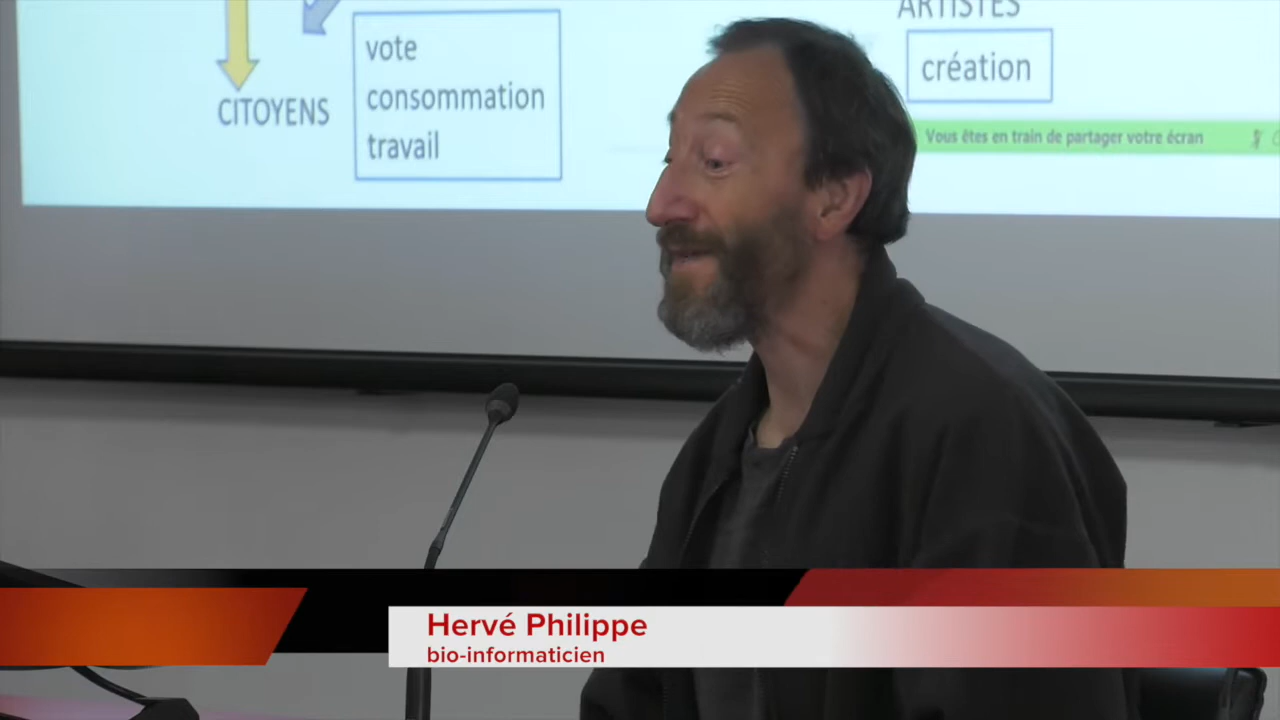 ARTISTES
vote
consommation
travail
création
CITOYENS
Vous êtes en train de partager votre écran
Hervé Philippe
bio-informaticien